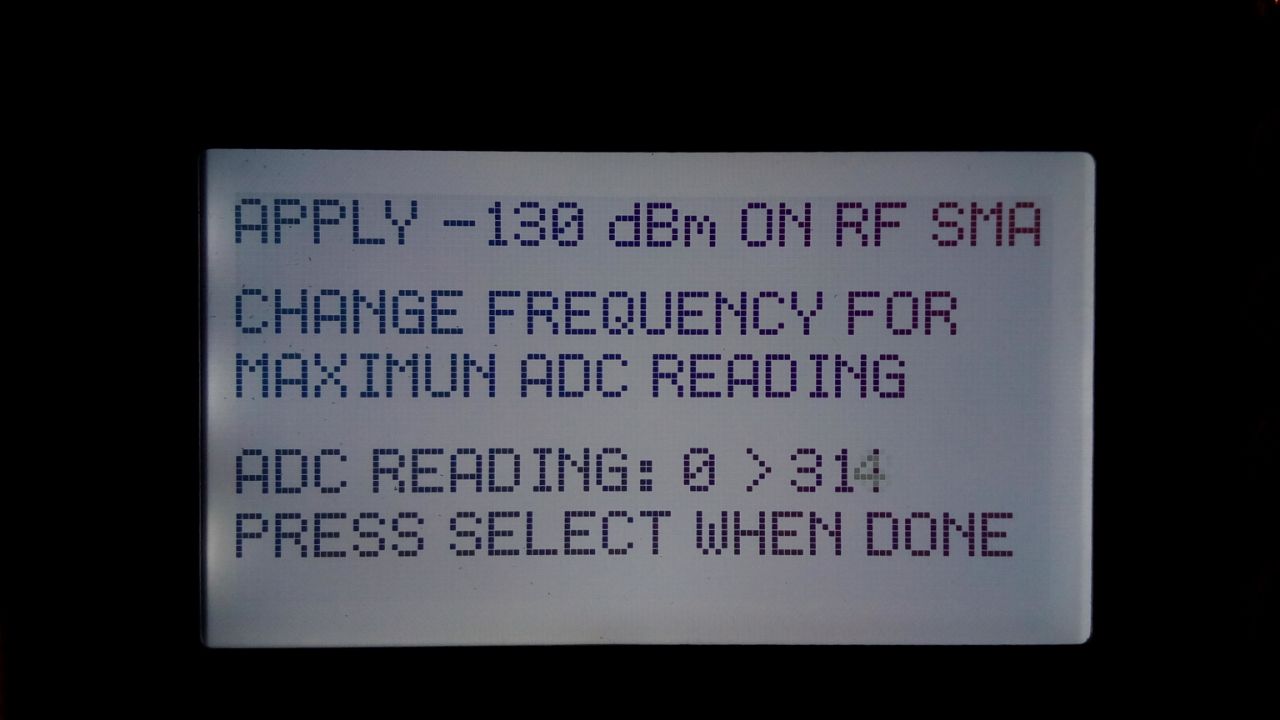 APPLY -130 dBm ON RF SMA
CHANGE FREQUENCY FOR
MAXIMUN ADC READING
ADC READING: 0 >314
PRESS SELECT WHEN DONE